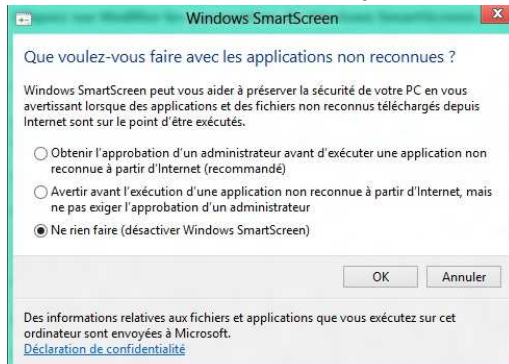 Windows SmartScreen
Que voulez-vous faire avec les applications non reconnues ?
Windows SmartScreen peut vous aider à préserver la sécurité de votre PC en vous
avertissant lorsque des applications et des fichiers non reconnus téléchargés depuis
Internet sont sur le point d'être exécutés.
Obtenir l'approbation d'un administrateur avant d'exécuter une application non
reconnue à partir d'Internet (recommandé)
Avertir avant l'exécution d'une application non reconnue à partir d'Internet, mais
ne pas exiger l'approbation d'un administrateur
Ne rien faire (désactiver Windows SmartScreen)
OK Annuler
Des informations relatives aux fichiers et applications que vous exécutez sur cet
ordinateur sont envoyées à Microsoft.
Déclaration de confidentialité